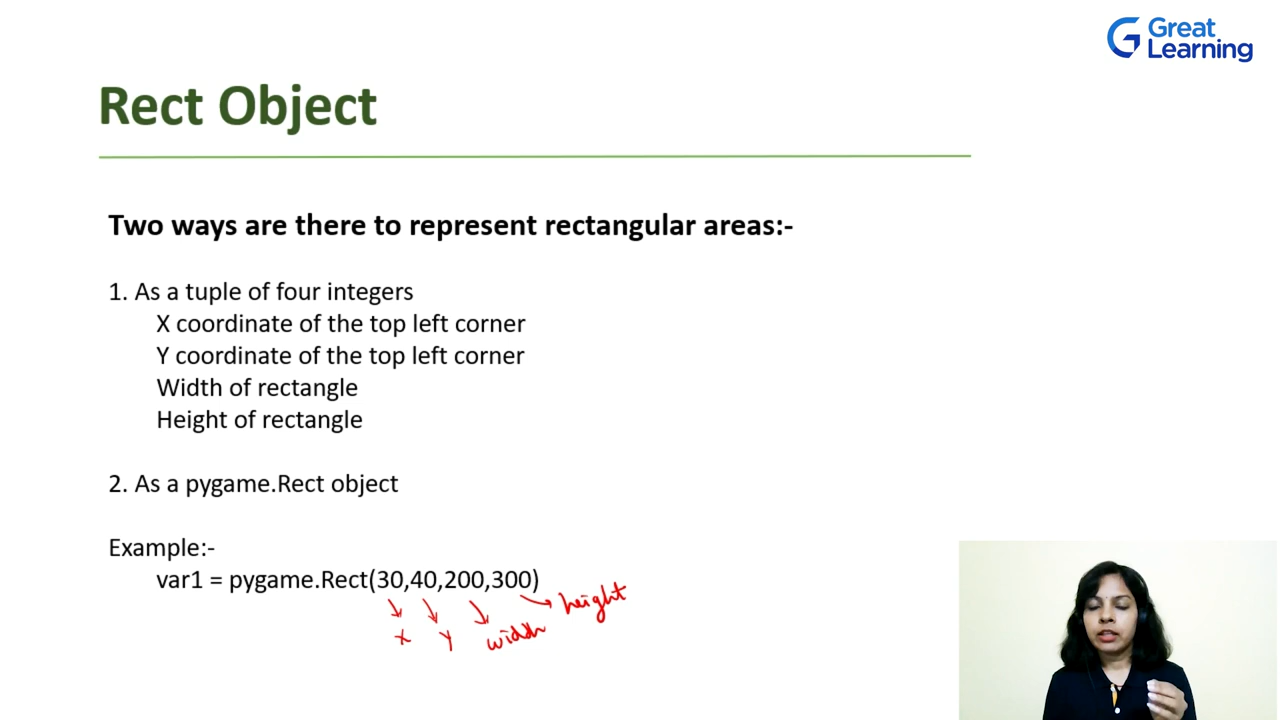 Great
Learning
Rect Object
Two ways are there to represent rectangular areas:-
1. As a tuple of four integers
X coordinate of the top left corner
Y coordinate of the top left corner
Width of rectangle
Height of rectangle
2. As a pygame.Rect object
Example:-
var1 = pygame.Rect(30,40,200,300)
x y width height